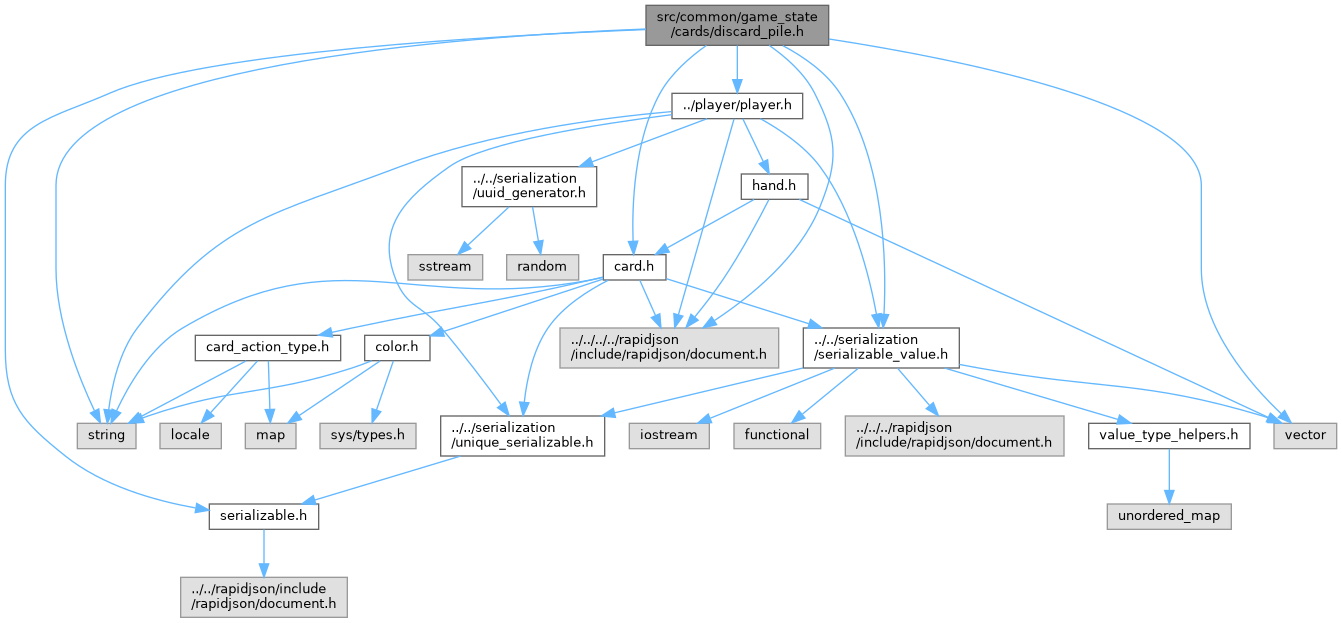 src/common/game_state
/cards/discard_pile.h
../player/player.h
../../serialization
/uuid_generator.h
hand.h
sstream
random
card.h
../../../../rapidjson
/include/rapidjson/document.h
../../serialization
/serializable_value.h
card_action_type.h
color.h
string
locale
map
sys/types.h
../../serialization
/unique_serializable.h
iostream
functional
../../../rapidjson
/include/rapidjson/document.h
value_type_helpers.h
vector
serializable.h
unordered_map
../../rapidjson/include
/rapidjson/document.h